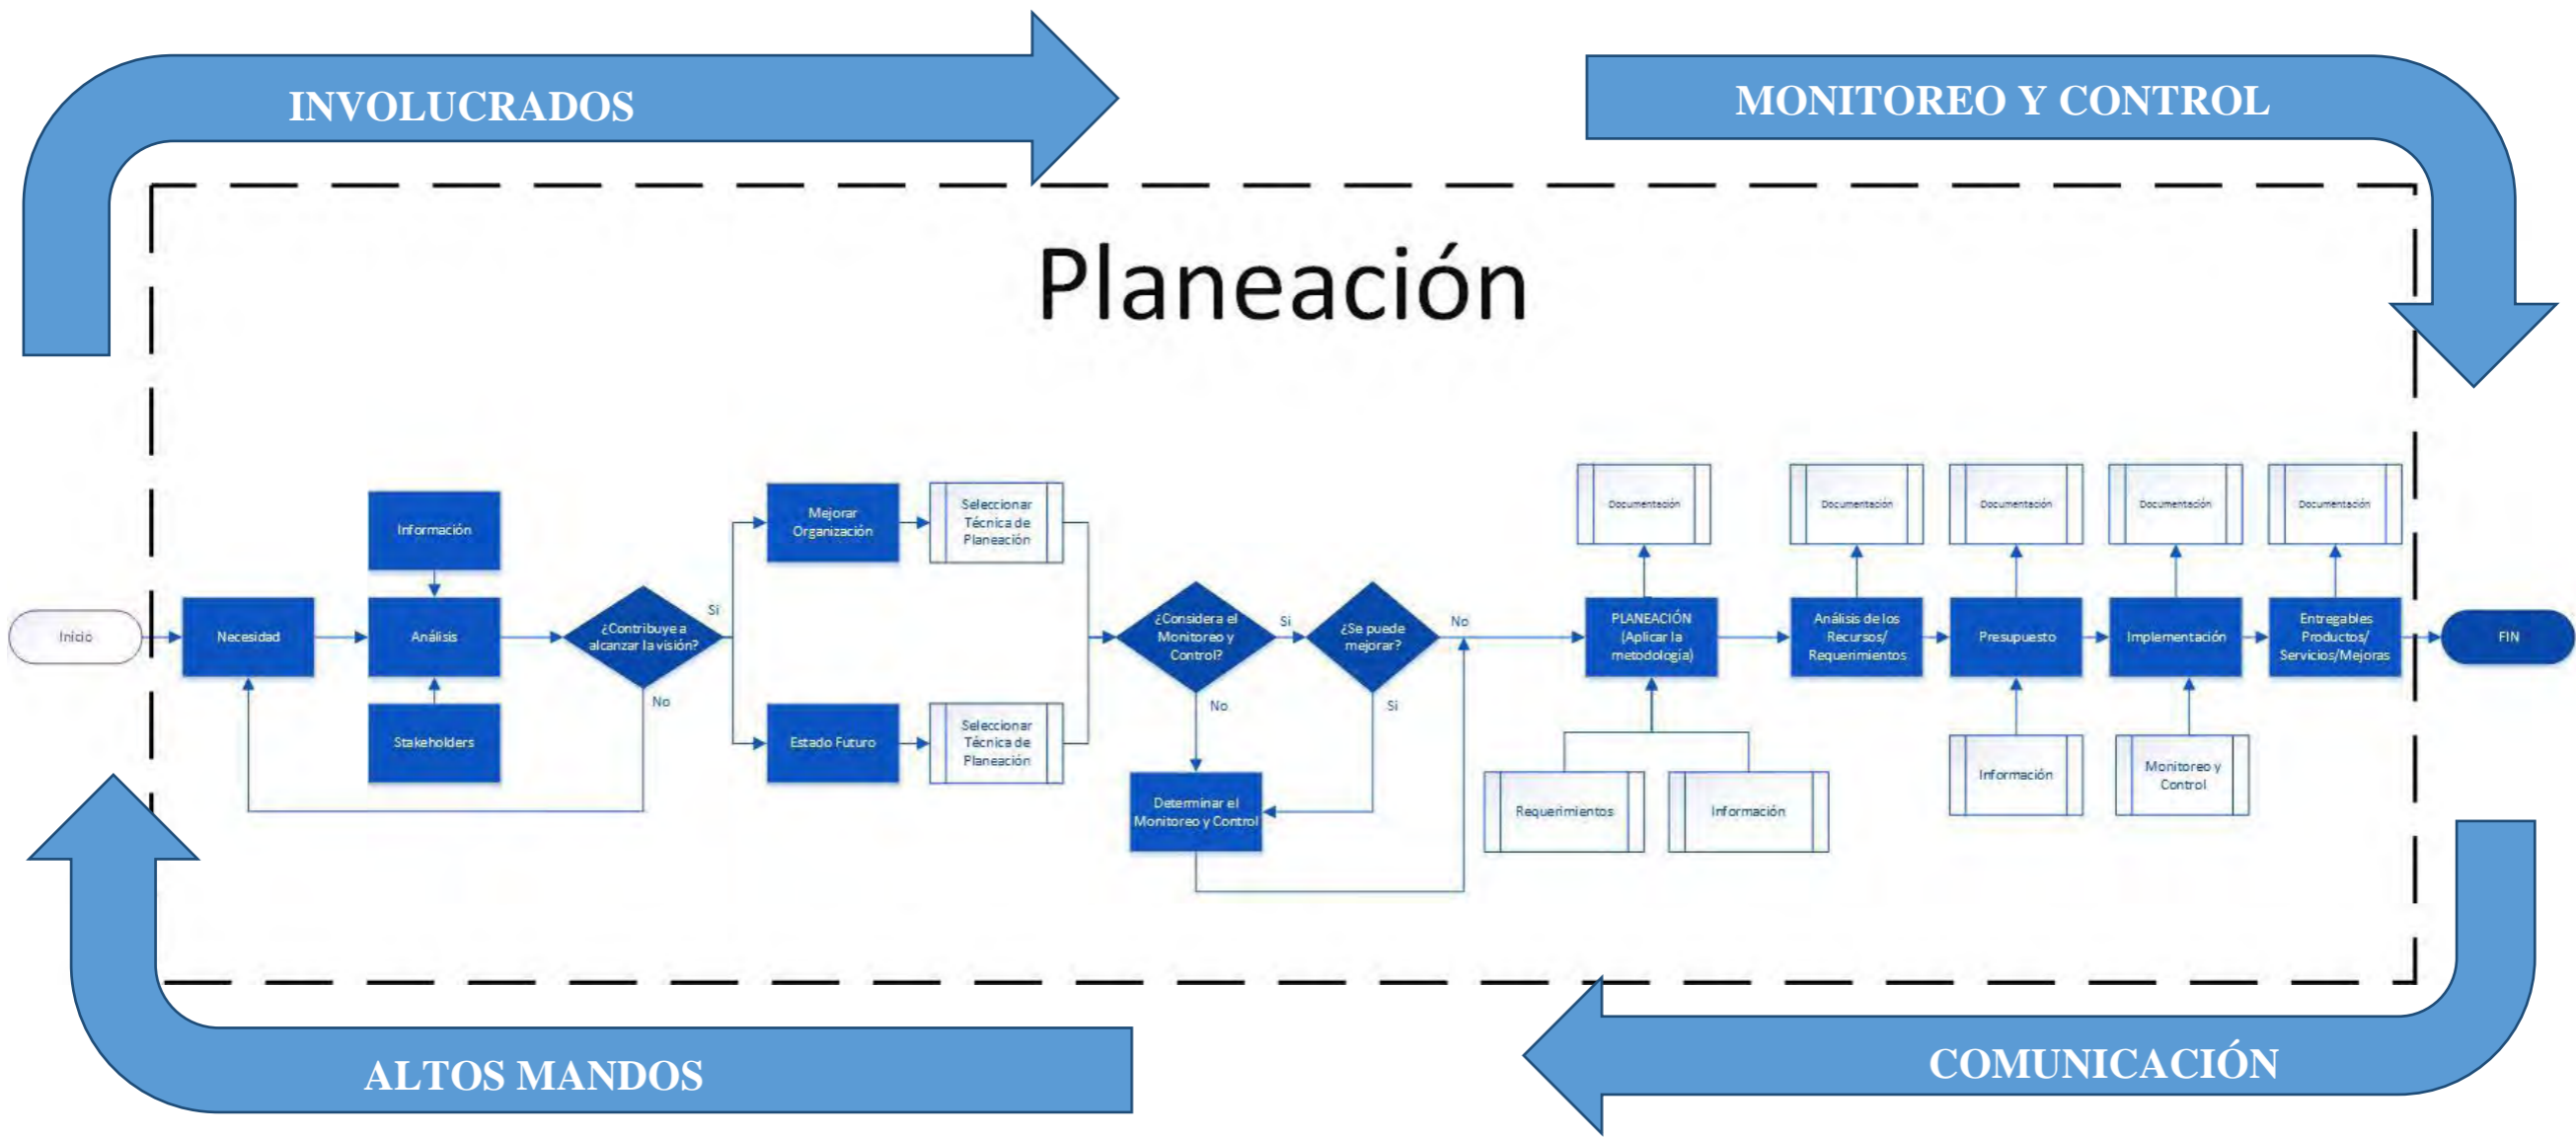 INVOLUCRADOS
MONITOREO Y CONTROL
Planeación
Inicio
Necesidad
Información
Análisis
Stakeholders
¿Contribuye a
alcanzar la visión?
Si
No
Mejorar
Organización
Seleccionar
Técnica de
Planeación
Estado Futuro
Seleccionar
Técnica de
Planeación
¿Considera el
Monitoreo y
Control?
Si
No
¿Se puede
mejorar?
No
Si
Determinar el
Monitoreo y Control
Documentación
PLANEACIÓN
(Aplicar la
metodología)
Requerimientos
Información
Documentación
Análisis de los
Recursos/
Requerimientos
Documentación
Presupuesto
Información
Documentación
Implementación
Monitoreo y
Control
Documentación
Entregables
Productos/
Servicios/Mejoras
FIN
ALTOS MANDOS
COMUNICACIÓN